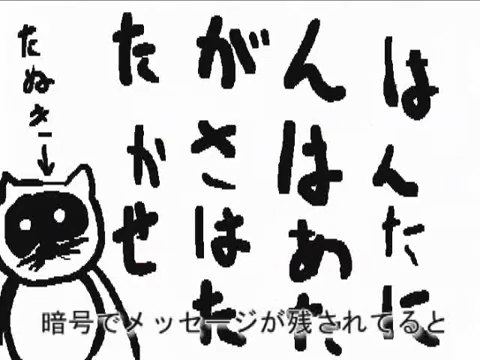 はんたに
んはあた
がさはた
たかせ
たぬき
暗号でメッセージが残されてると